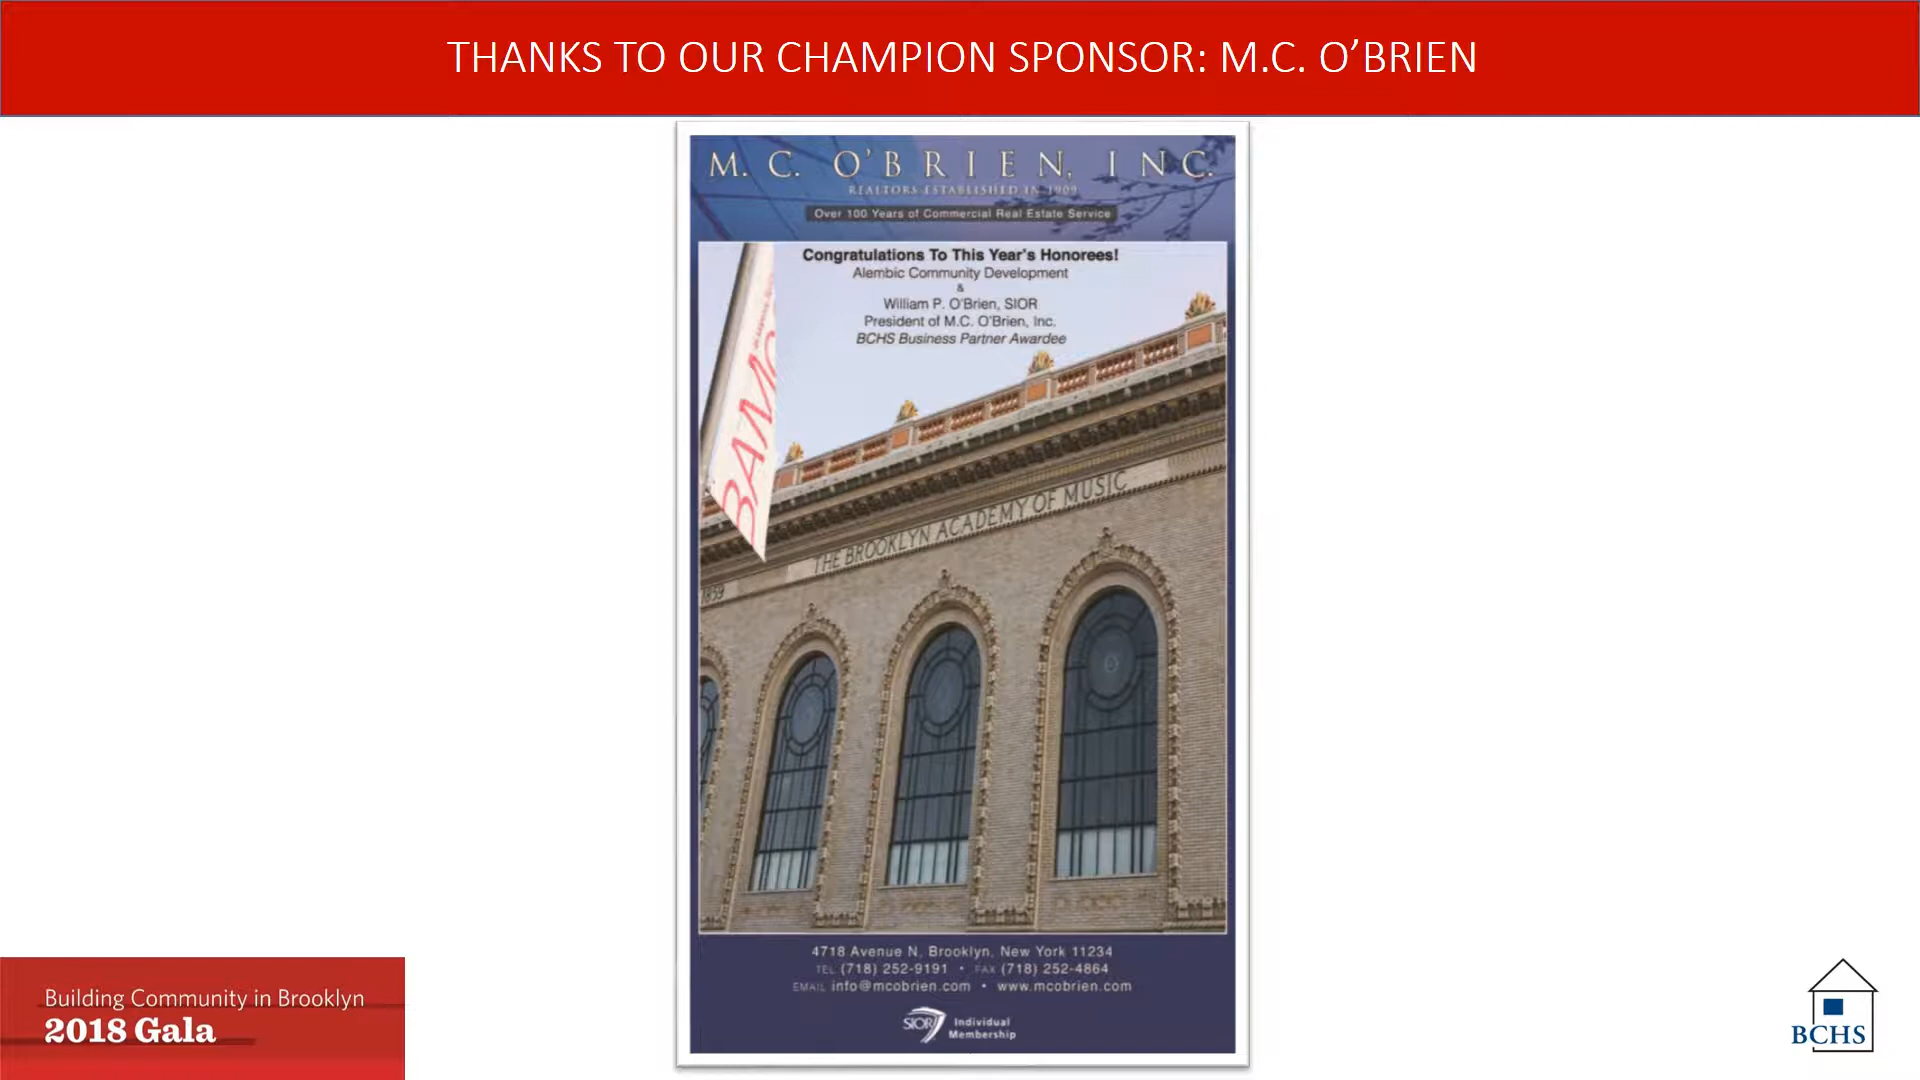 THANKS TO OUR CHAMPION SPONSOR: M.C. O’BRIEN
M. C. O’BRIEN, INC.
REALTORS ESTABLISHED IN 1909
Over 100 Years of Commercial Real Estate Service
Congratulations To This Year's Honorees!
Alembic Community Development
&
William P. O'Brien, SIOR
President of M.C. O'Brien, Inc.
BCHS Business Partner Awardee
BAM
THE BROOKLYN ACADEMY OF MUSIC
1859
4718 Avenue N, Brooklyn, New York 11234
TEL (718) 252-9191 • FAX (718) 252-4864
EMAIL info@mcobrien.com • www.mcobrien.com
SIOR Individual
Membership
Building Community in Brooklyn
2018 Gala
BCHS